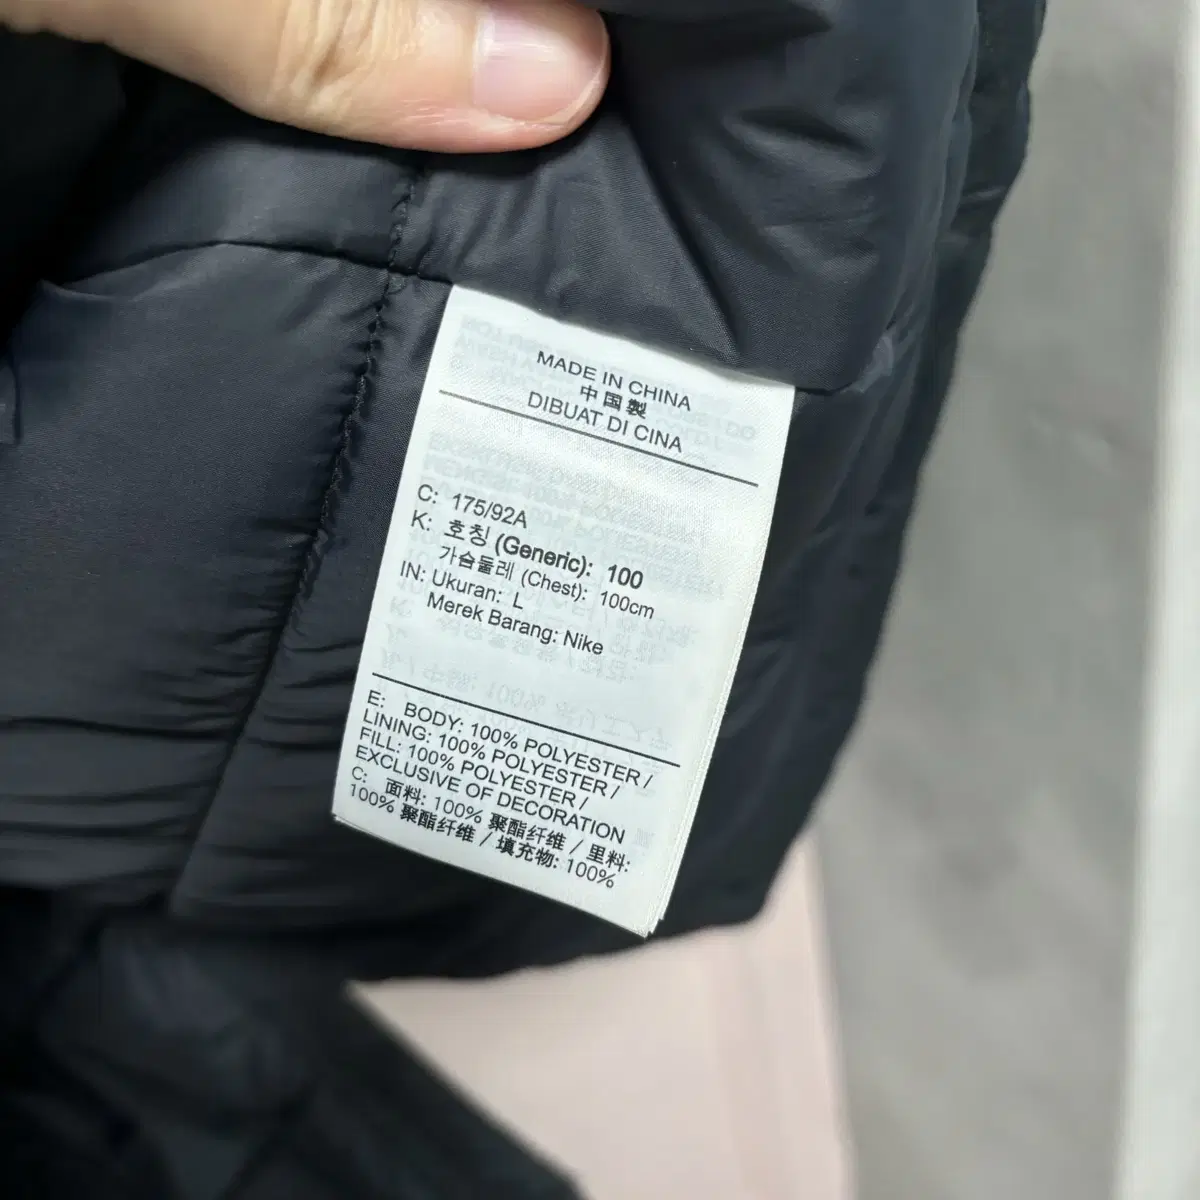 MADE IN CHINA
中国製
DIBUAT DI CINA
C: 175/92A
K: 호칭 (Generic): 100
가슴둘레 (Chest): 100cm
IN: Ukuran: L
Merek Barang: Nike
E: BODY: 100% POLYESTER /
LINING: 100% POLYESTER /
FILL: 100% POLYESTER /
EXCLUSIVE OF DECORATION
C: 面料: 100% 聚酯纤维 / 里料:
100% 聚酯纤维 / 填充物: 100%